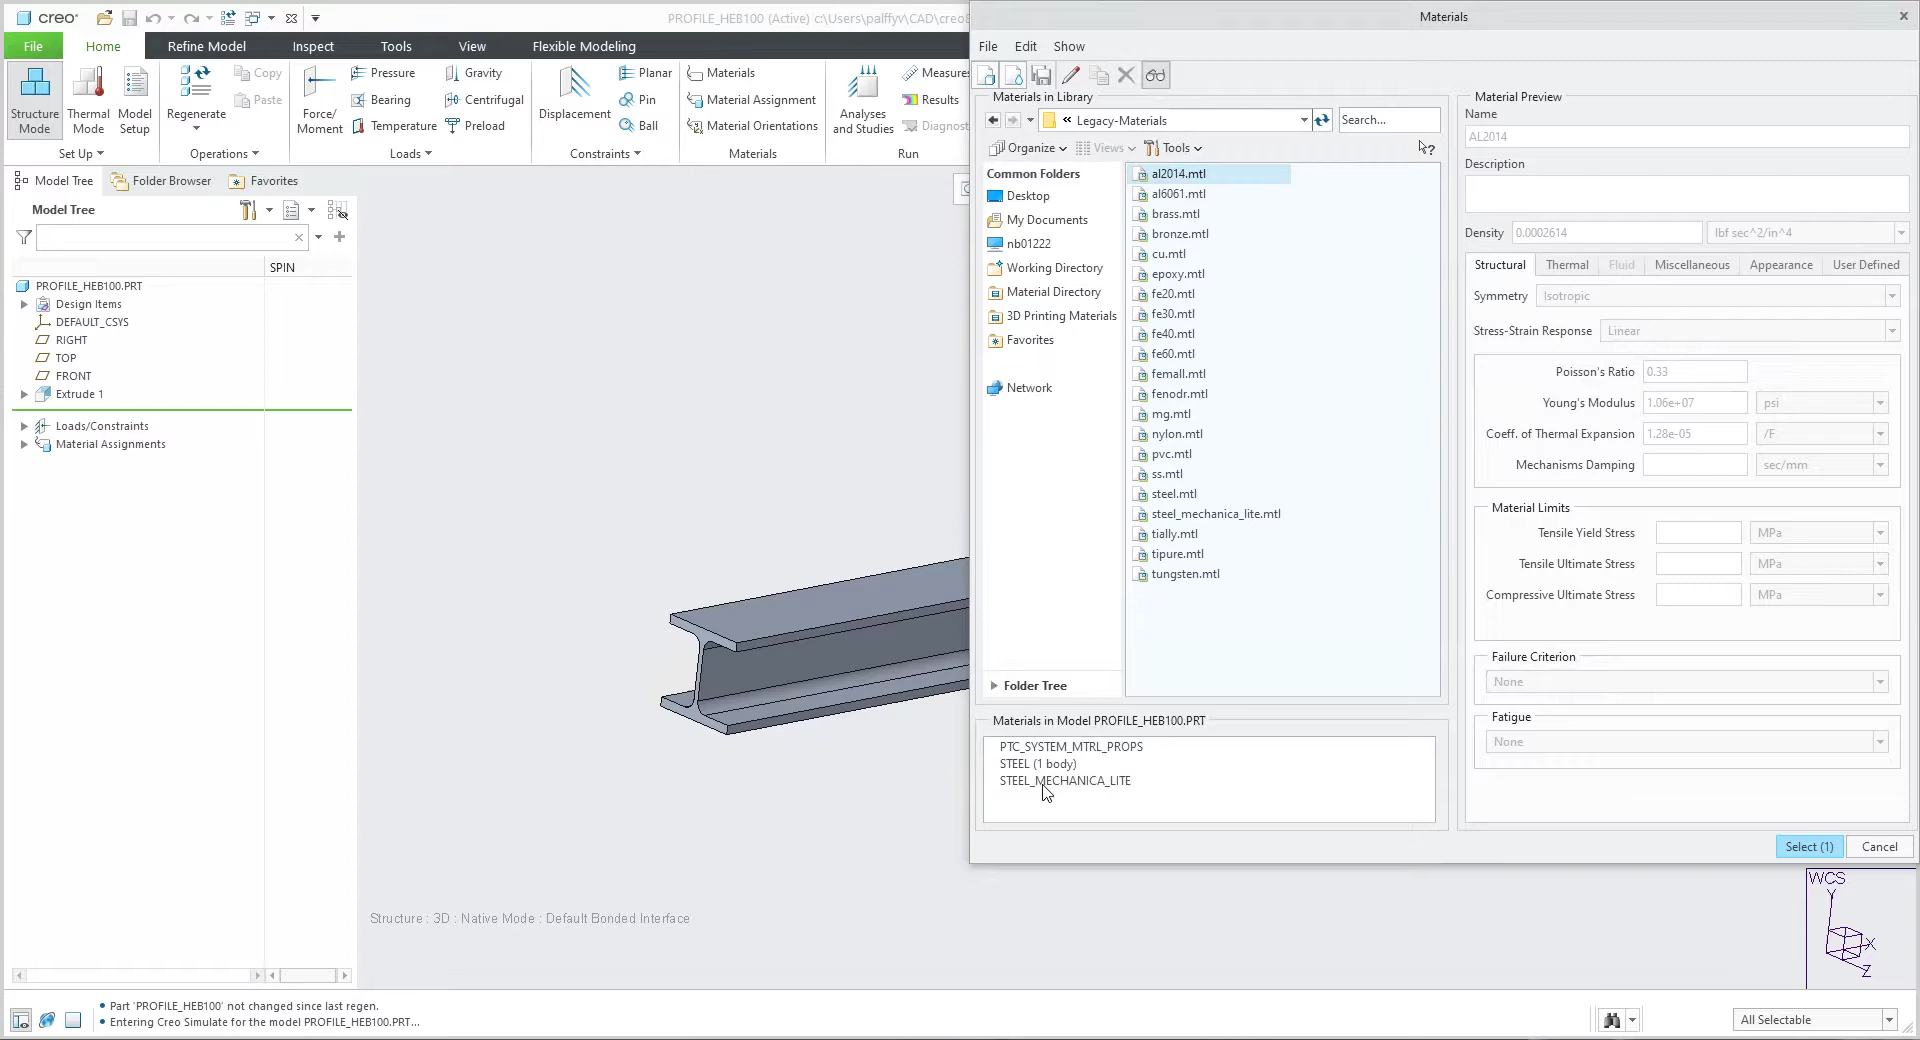 creo
PROFILE_HEB100 (Active) c:\Users\palffyv\CAD\creo8
Materials
File Home Refine Model Inspect Tools View Flexible Modeling
File Edit Show
Structure Mode
Thermal Mode
Model Setup
Set Up
Regenerate
Copy
Paste
Operations
Force/
Moment
Pressure
Bearing
Temperature
Gravity
Centrifugal
Preload
Loads
Displacement
Planar
Pin
Ball
Constraints
Materials
Material Assignment
Material Orientations
Materials
Analyses
and Studies
Measures
Results
Diagnost
Run
Model Tree Folder Browser Favorites
Model Tree
SPIN
PROFILE_HEB100.PRT
Design Items
DEFAULT_CSYS
RIGHT
TOP
FRONT
Extrude 1
Loads/Constraints
Material Assignments
Materials in Library
« Legacy-Materials
Search...
Organize Views Tools
Common Folders
Desktop
My Documents
nb01222
Working Directory
Material Directory
3D Printing Materials
Favorites
Network
Folder Tree
al2014.mtl
al6061.mtl
brass.mtl
bronze.mtl
cu.mtl
epoxy.mtl
fe20.mtl
fe30.mtl
fe40.mtl
fe60.mtl
femall.mtl
fenodr.mtl
mg.mtl
nylon.mtl
pvc.mtl
ss.mtl
steel.mtl
steel_mechanica_lite.mtl
tially.mtl
tipure.mtl
tungsten.mtl
Materials in Model PROFILE_HEB100.PRT
PTC_SYSTEM_MTRL_PROPS
STEEL (1 body)
STEEL_MECHANICA_LITE
Material Preview
Name
AL2014
Description
Density 0.0002614 lbf sec^2/in^4
Structural Thermal Fluid Miscellaneous Appearance User Defined
Symmetry Isotropic
Stress-Strain Response Linear
Poisson's Ratio 0.33
Young's Modulus 1.06e+07 psi
Coeff. of Thermal Expansion 1.28e-05 /F
Mechanisms Damping sec/mm
Material Limits
Tensile Yield Stress MPa
Tensile Ultimate Stress MPa
Compressive Ultimate Stress MPa
Failure Criterion
None
Fatigue
None
Select (1) Cancel
WCS
Y
X
Z
Structure : 3D : Native Mode : Default Bonded Interface
• Part 'PROFILE_HEB100' not changed since last regen.
• Entering Creo Simulate for the model PROFILE_HEB100.PRT...
All Selectable